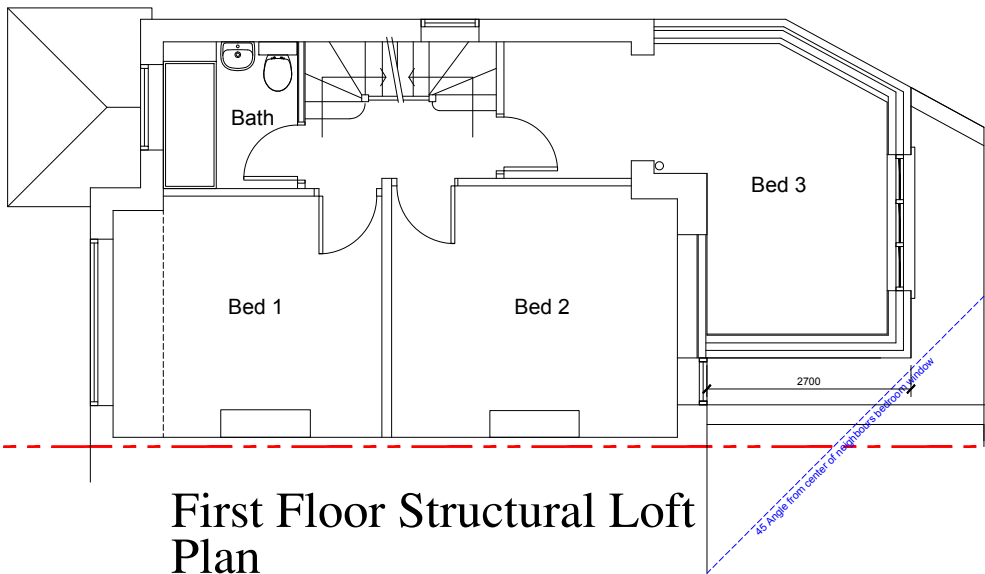 Bath
Bed 3
Bed 1
Bed 2
2700
45 Angle from center of neighbours bedroom window
First Floor Structural Loft
Plan